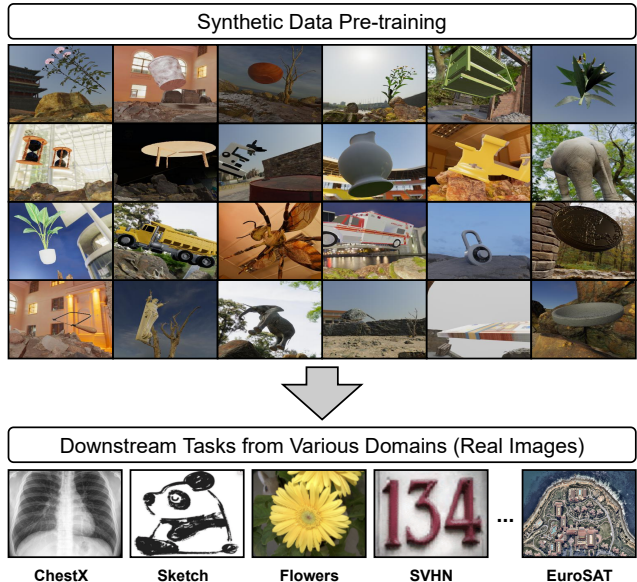 Synthetic Data Pre-training
Downstream Tasks from Various Domains (Real Images)
134
...
ChestX
Sketch
Flowers
SVHN
EuroSAT